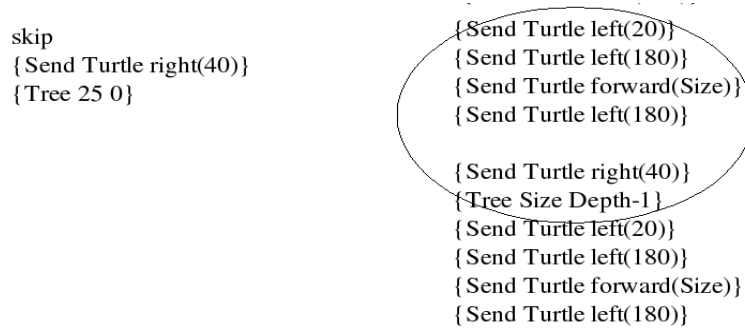 skip
{Send Turtle right(40)}
{Tree 25 0}
{Send Turtle left(20)}
{Send Turtle left(180)}
{Send Turtle forward(Size)}
{Send Turtle left(180)}
{Send Turtle right(40)}
{Tree Size Depth-1}
{Send Turtle left(20)}
{Send Turtle left(180)}
{Send Turtle forward(Size)}
{Send Turtle left(180)}